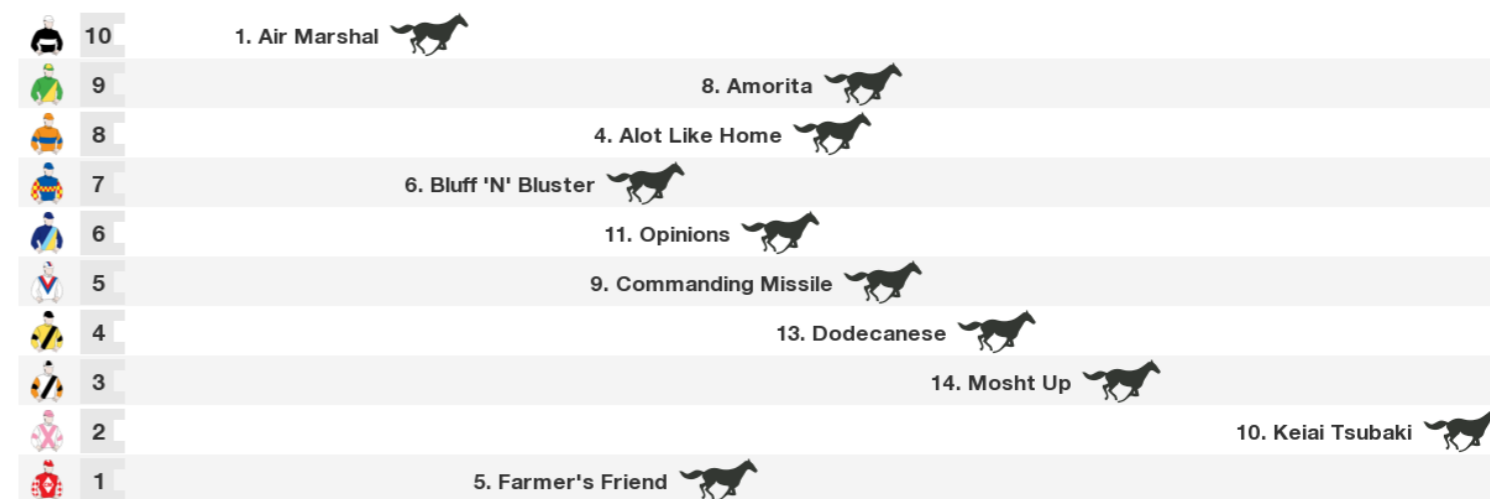 10 1. Air Marshal
9 8. Amorita
8 4. Alot Like Home
7 6. Bluff 'N' Bluster
6 11. Opinions
5 9. Commanding Missile
4 13. Dodecanese
3 14. Mosht Up
2 10. Keiai Tsubaki
1 5. Farmer's Friend